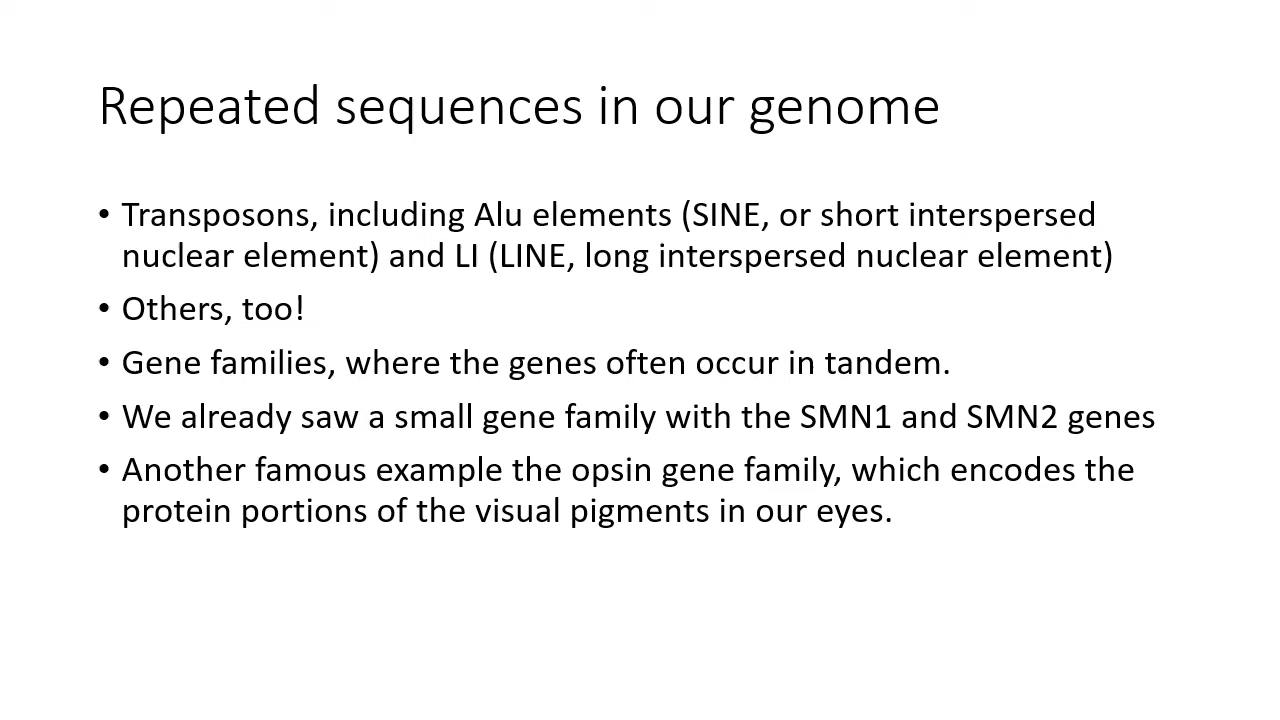 Repeated sequences in our genome
• Transposons, including Alu elements (SINE, or short interspersed
nuclear element) and LI (LINE, long interspersed nuclear element)
• Others, too!
• Gene families, where the genes often occur in tandem.
• We already saw a small gene family with the SMN1 and SMN2 genes
• Another famous example the opsin gene family, which encodes the
protein portions of the visual pigments in our eyes.